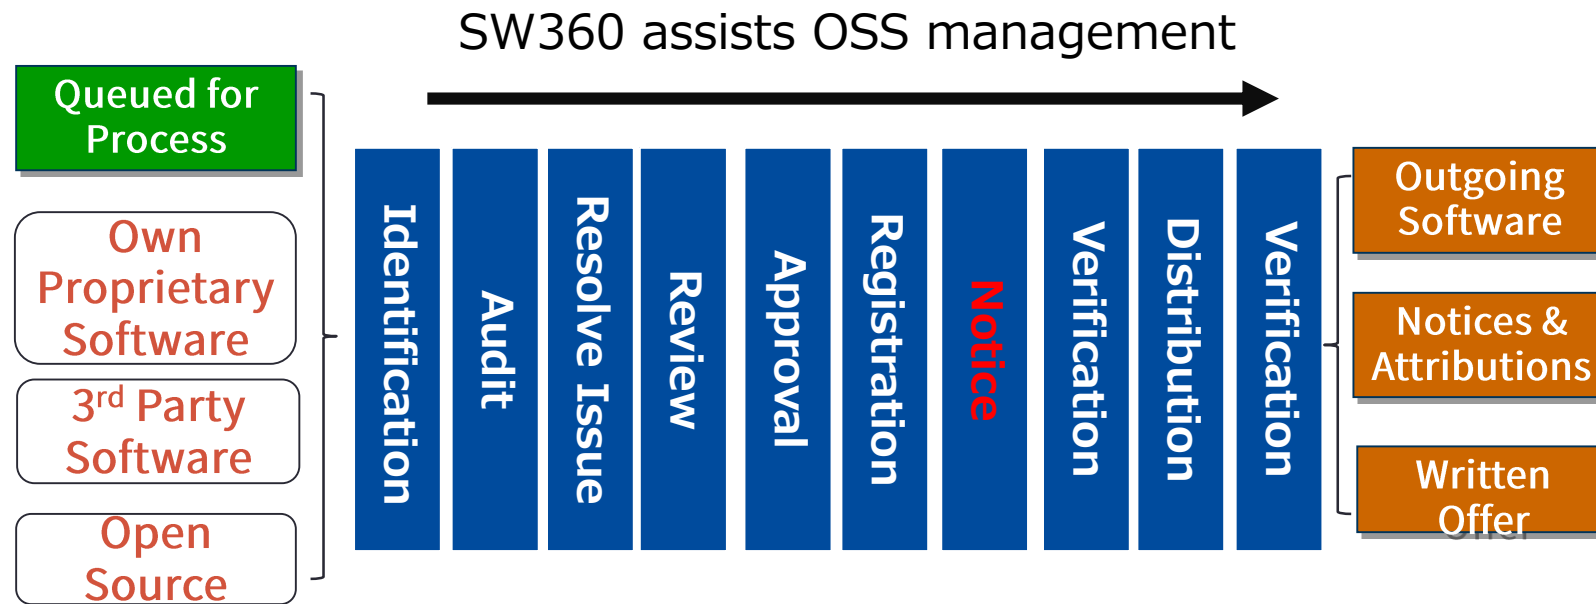 SW360 assists OSS management
Queued for
Process
Own
Proprietary
Software
3rd Party
Software
Open
Source
Identification
Audit
Resolve Issue
Review
Approval
Registration
Notice
Verification
Distribution
Verification
Outgoing
Software
Notices &
Attributions
Written
Offer